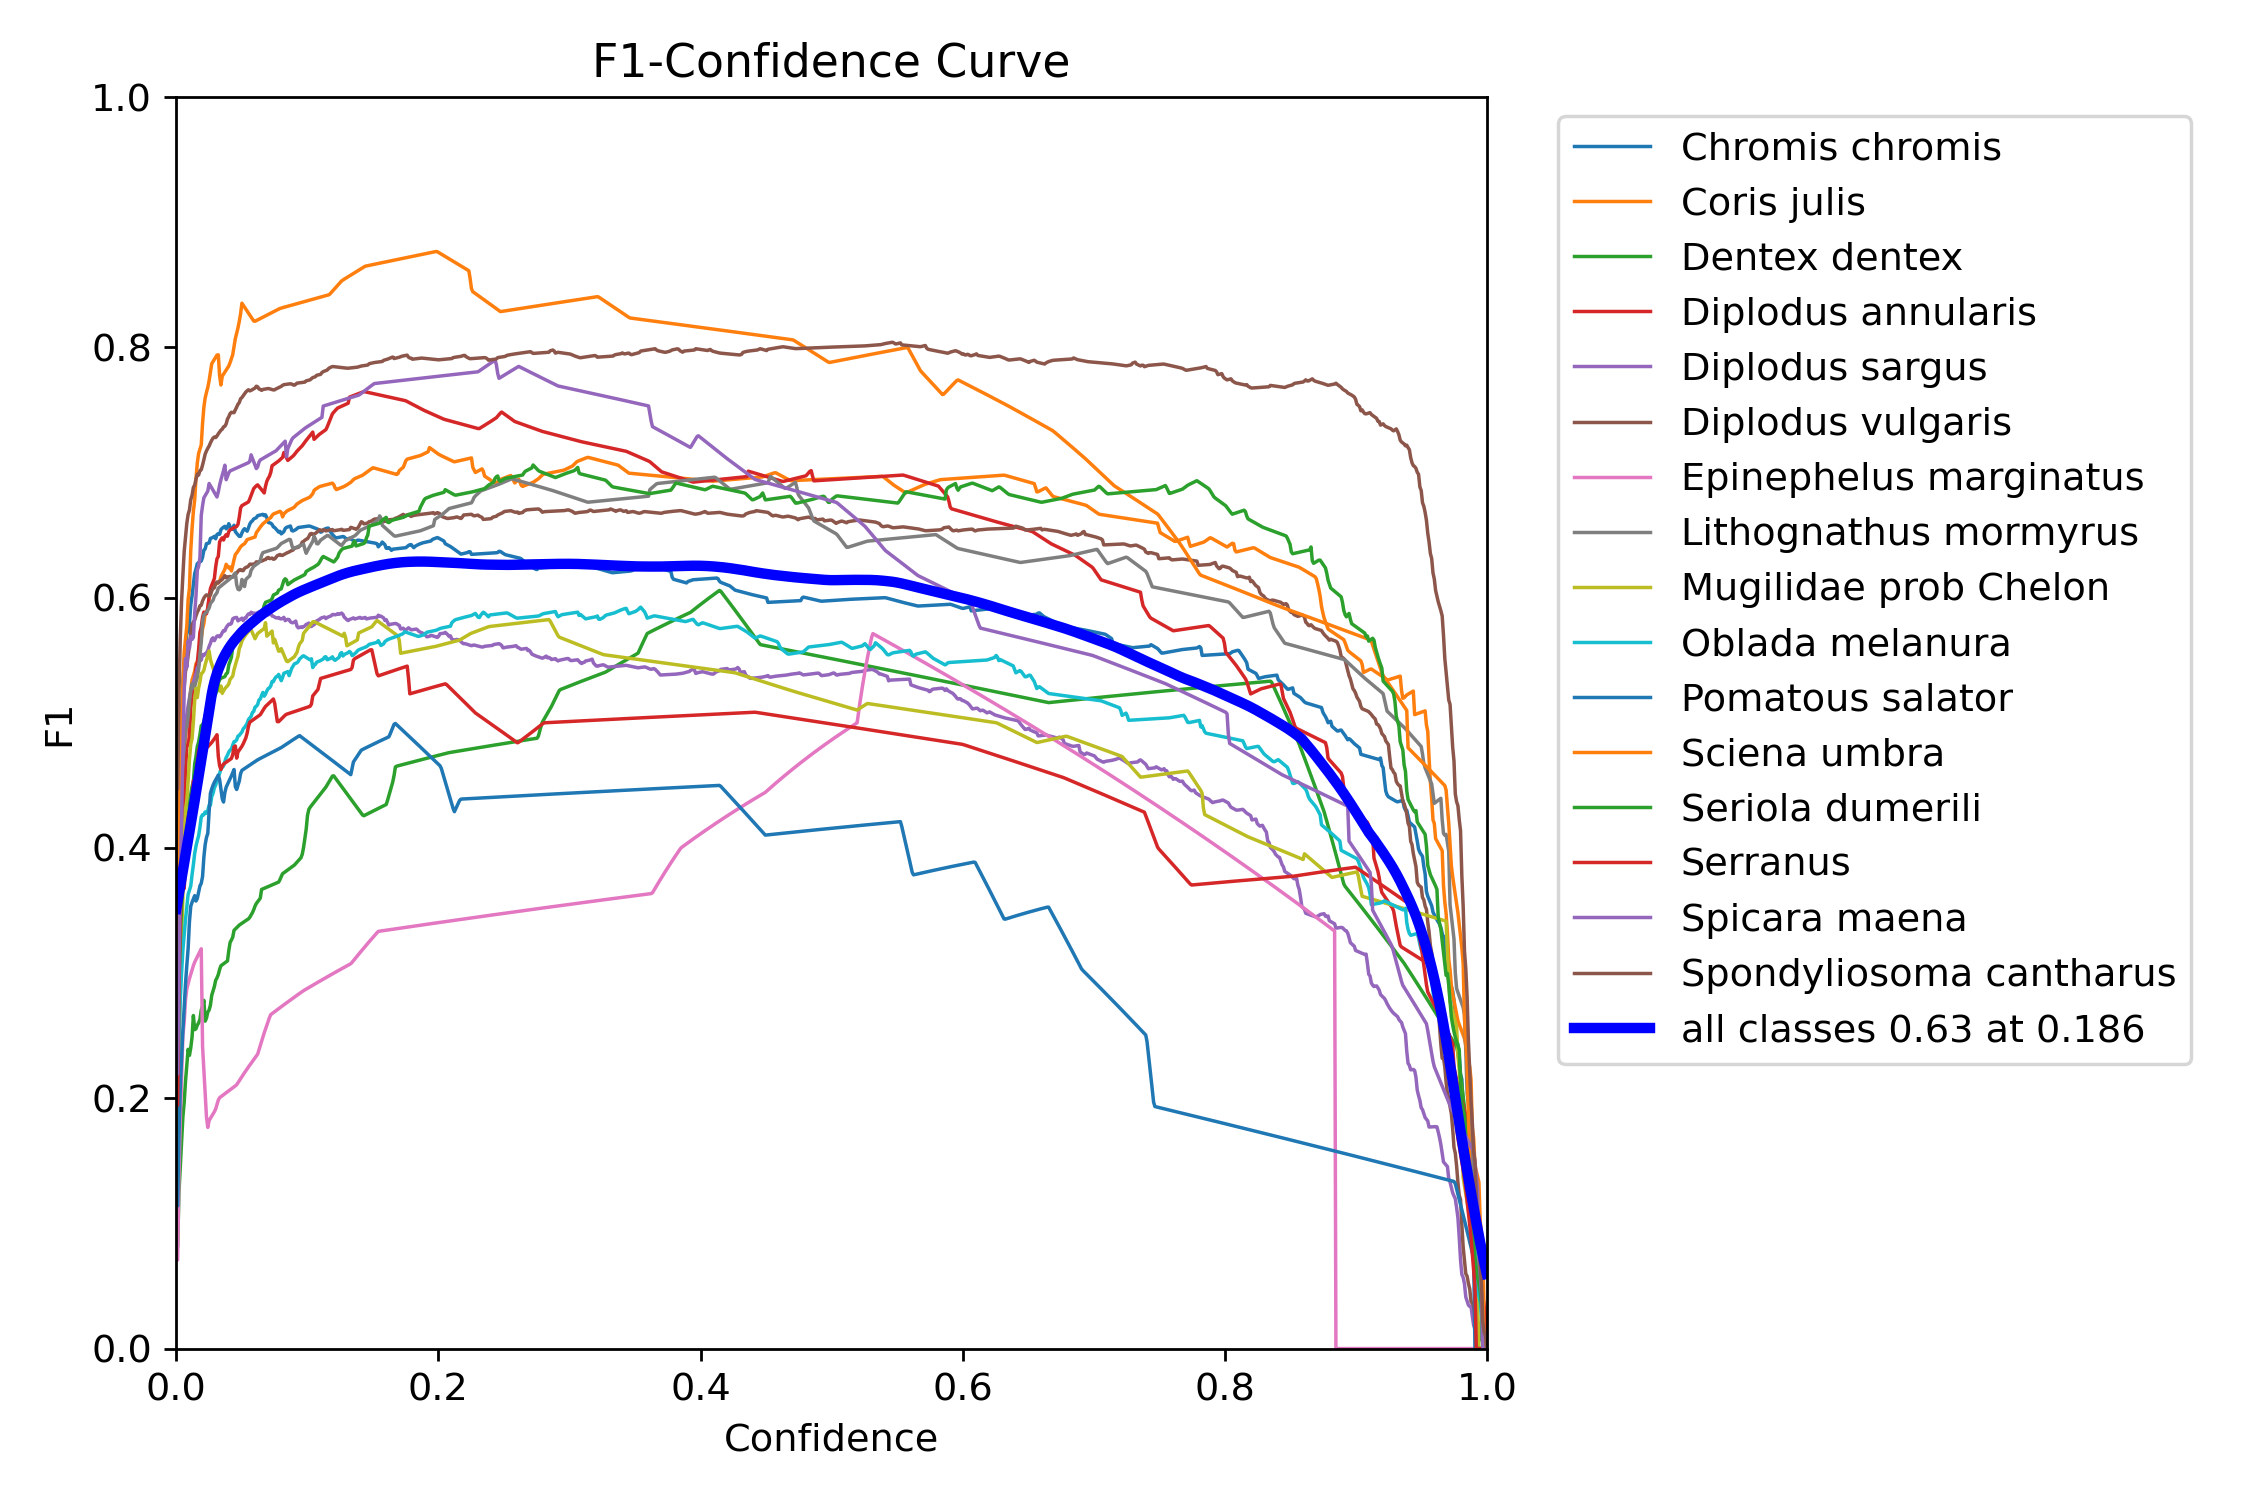 F1-Confidence Curve
1.0
0.8
0.6
0.4
0.2
0.0
F1
0.0 0.2 0.4 0.6 0.8 1.0
Confidence
Chromis chromis
Coris julis
Dentex dentex
Diplodus annularis
Diplodus sargus
Diplodus vulgaris
Epinephelus marginatus
Lithognathus mormyrus
Mugilidae prob Chelon
Oblada melanura
Pomatous salator
Sciena umbra
Seriola dumerili
Serranus
Spicara maena
Spondyliosoma cantharus
all classes 0.63 at 0.186